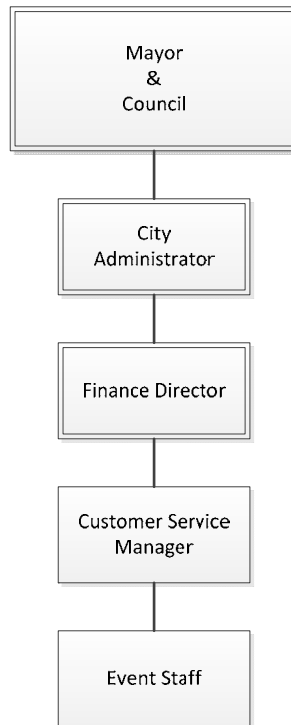 Mayor
&
Council
City
Administrator
Finance Director
Customer Service
Manager
Event Staff